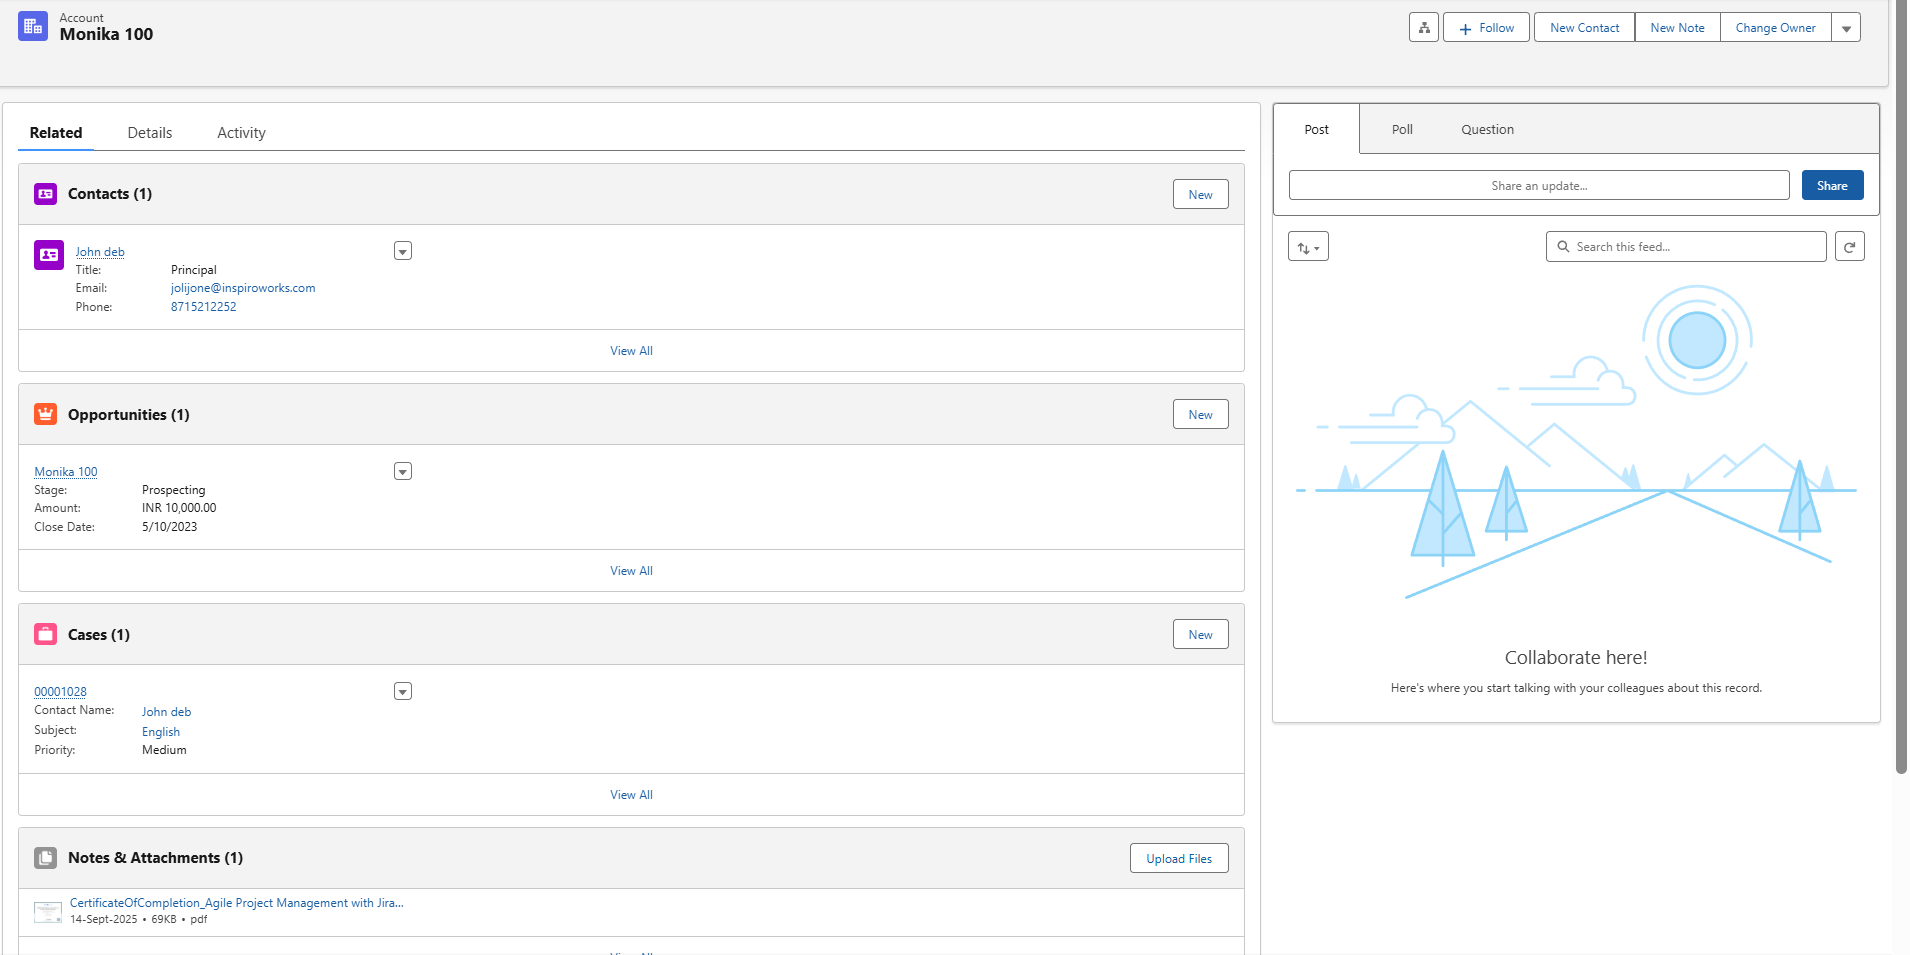 Account
Monika 100
Follow
New Contact
New Note
Change Owner
Related
Details
Activity
Contacts (1)
New
John deb
Title: Principal
Email: jolijone@inspiroworks.com
Phone: 8715212252
View All
Opportunities (1)
New
Monika 100
Stage: Prospecting
Amount: INR 10,000.00
Close Date: 5/10/2023
View All
Cases (1)
New
00001028
Contact Name: John deb
Subject: English
Priority: Medium
View All
Notes & Attachments (1)
Upload Files
CertificateOfCompletion_Agile Project Management with Jira...
14-Sept-2025 • 69KB • pdf
Post
Poll
Question
Share an update...
Share
Search this feed...
Collaborate here!
Here's where you start talking with your colleagues about this record.